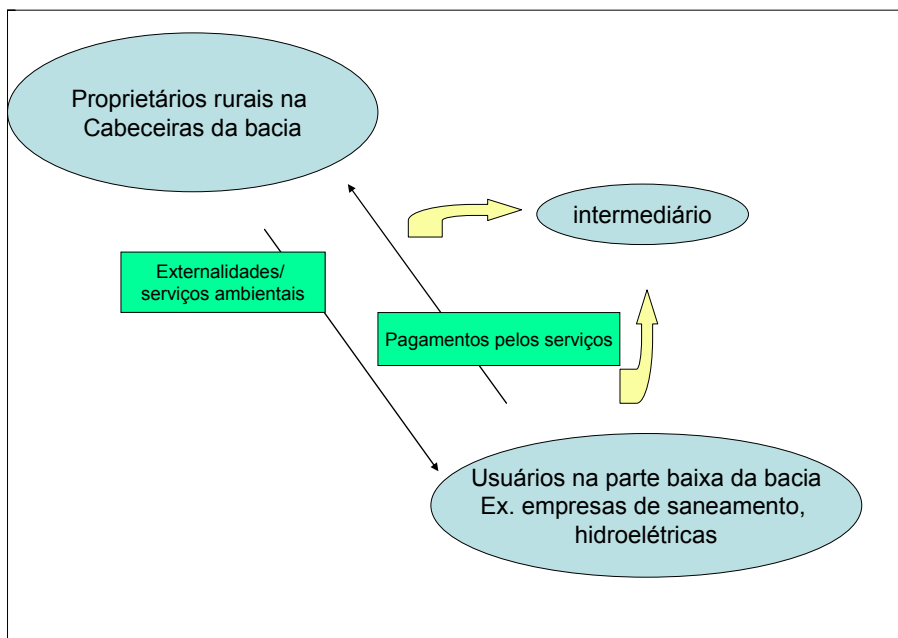 Proprietários rurais na
Cabeceiras da bacia
intermediário
Externalidades/
serviços ambientais
Pagamentos pelos serviços
Usuários na parte baixa da bacia
Ex. empresas de saneamento,
hidroelétricas